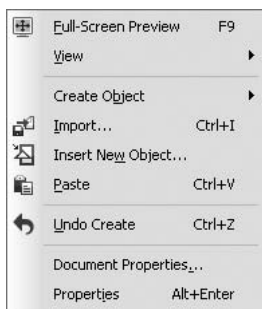 Full-Screen Preview F9
View
Create Object
Import... Ctrl+I
Insert New Object...
Paste Ctrl+V
Undo Create Ctrl+Z
Document Properties...
Properties Alt+Enter